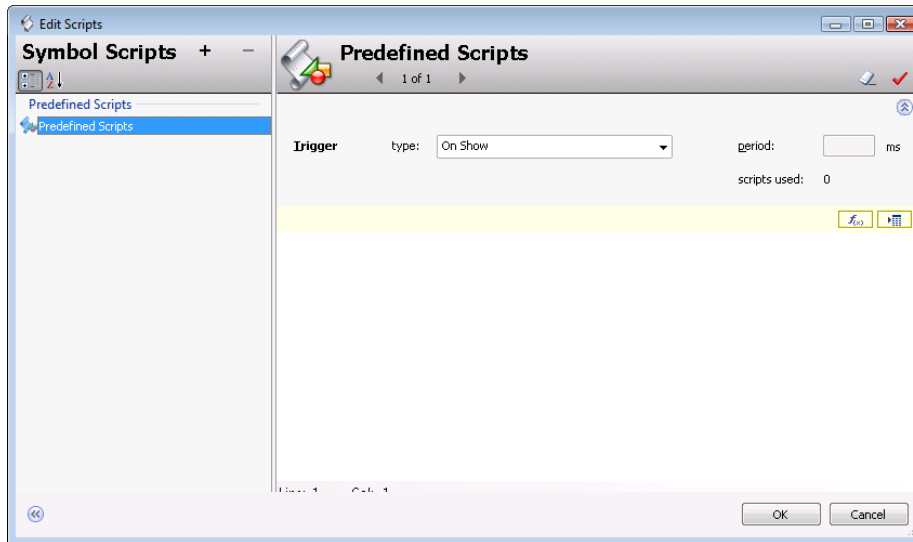 Edit Scripts
Symbol Scripts + −
Predefined Scripts
Predefined Scripts
Predefined Scripts
1 of 1
Trigger type: On Show period: ms
scripts used: 0
f(x)
OK Cancel